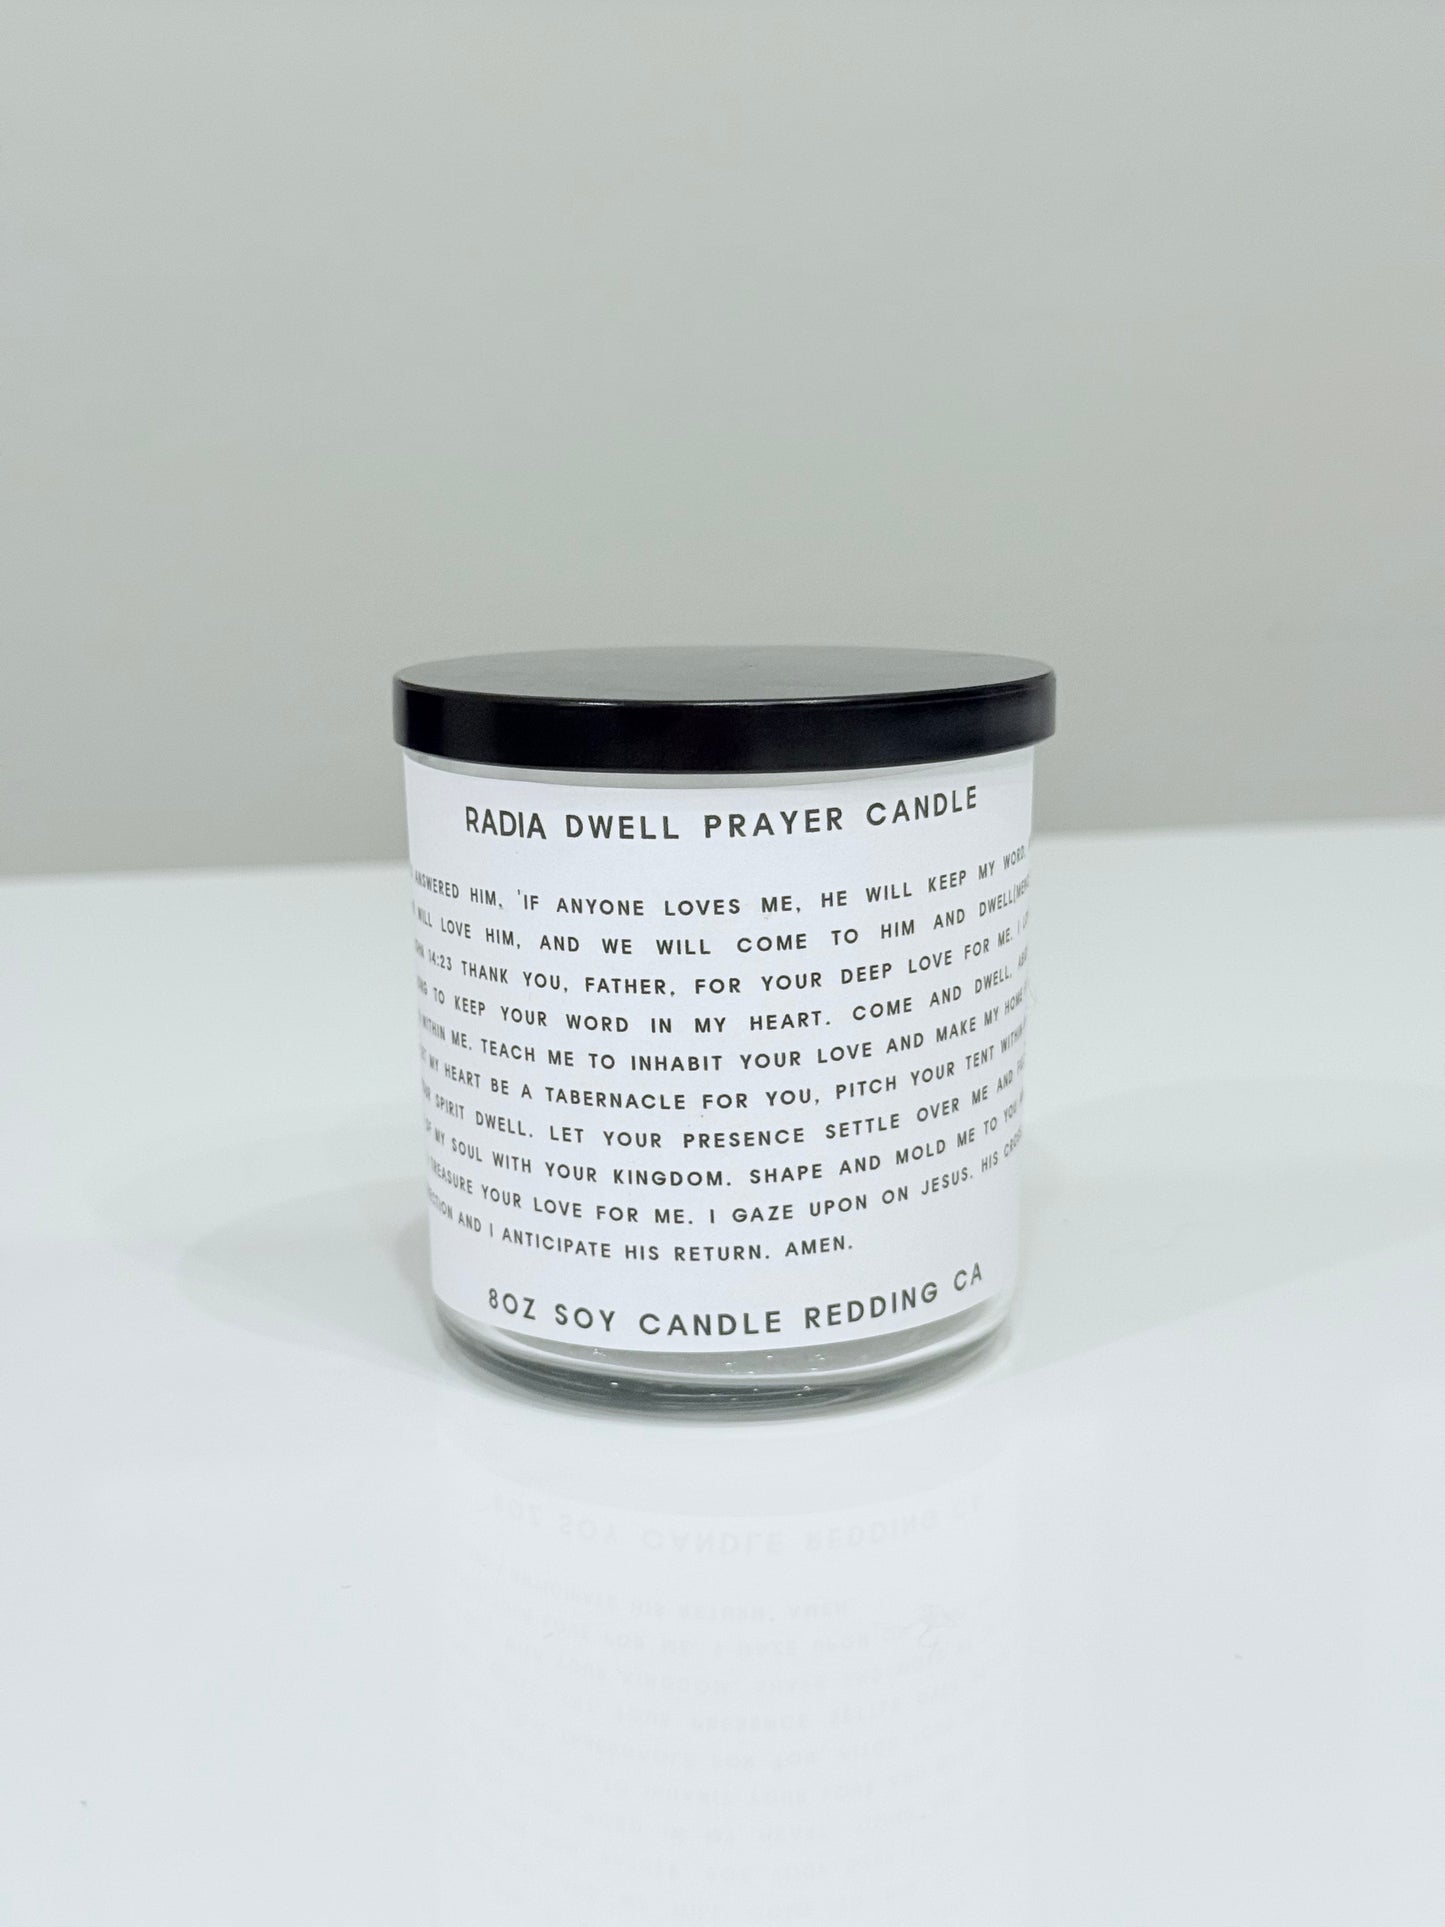 RADIA DWELL PRAYER CANDLE
ANSWERED HIM, 'IF ANYONE LOVES ME, HE WILL KEEP MY WORD,
WILL LOVE HIM, AND WE WILL COME TO HIM AND DWELL
14:23 THANK YOU, FATHER, FOR YOUR DEEP LOVE FOR ME. I
TO KEEP YOUR WORD IN MY HEART. COME AND DWELL,
WITHIN ME. TEACH ME TO INHABIT YOUR LOVE AND MAKE MY HOME
MY HEART BE A TABERNACLE FOR YOU, PITCH YOUR TENT WITHIN
SPIRIT DWELL. LET YOUR PRESENCE SETTLE OVER ME AND
OF MY SOUL WITH YOUR KINGDOM. SHAPE AND MOLD ME TO YOU
TREASURE YOUR LOVE FOR ME. I GAZE UPON ON JESUS. HIS
AND I ANTICIPATE HIS RETURN. AMEN.
8OZ SOY CANDLE REDDING CA